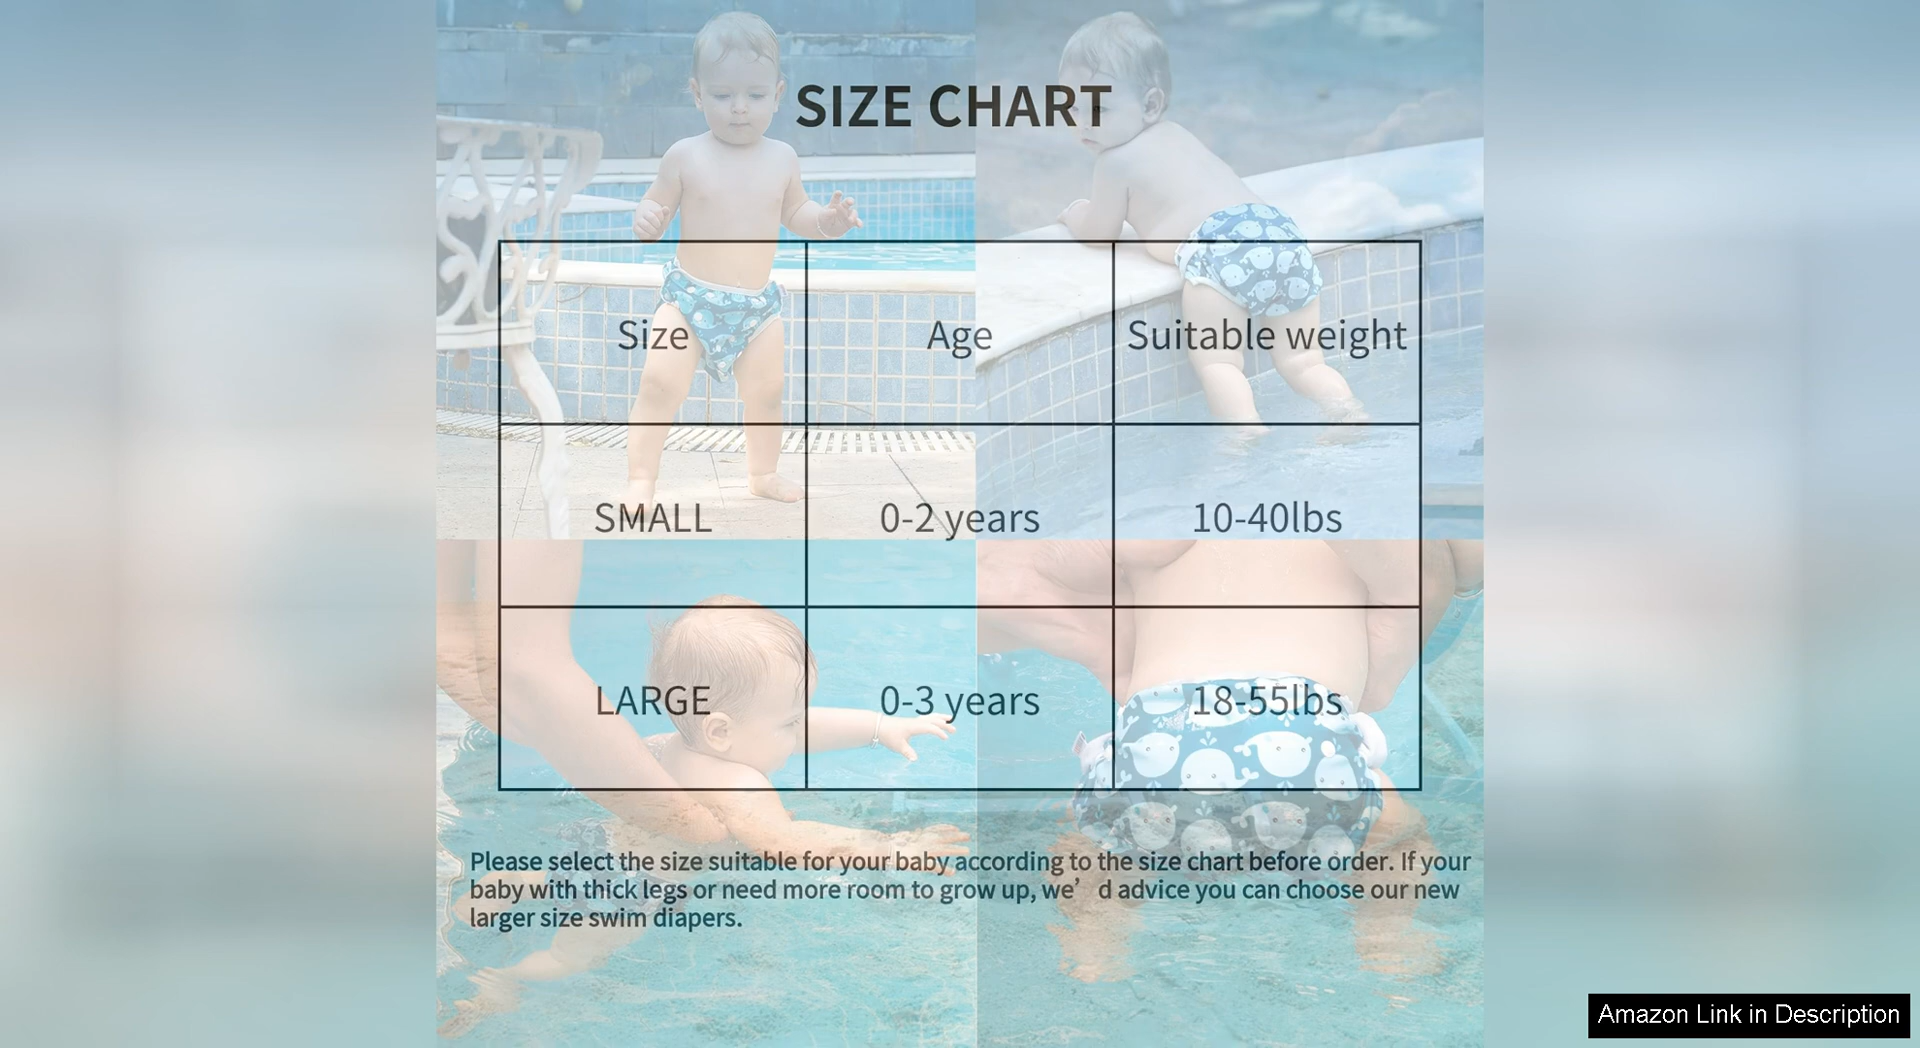 SIZE CHART
Size Age Suitable weight
SMALL 0-2 years 10-40lbs
LARGE 0-3 years 18-55lbs
Please select the size suitable for your baby according to the size chart before order. If your
baby with thick legs or need more room to grow up, we’d advice you can choose our new
larger size swim diapers.
Amazon Link in Description